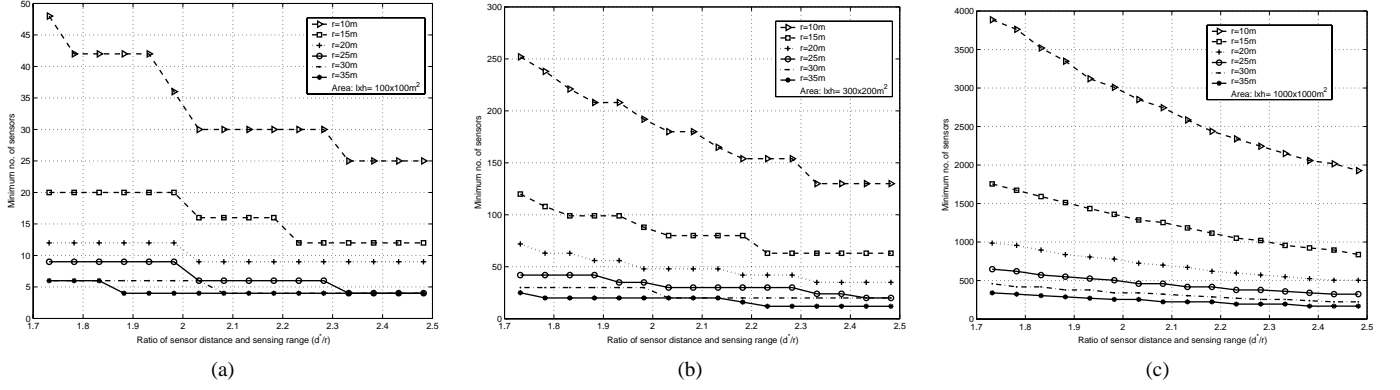 50
45
40
35
30
25
20
15
10
5
0
Minimum no. of sensors
1.7 1.8 1.9 2 2.1 2.2 2.3 2.4 2.5
Ratio of sensor distance and sensing range (d*/r)
r=10m
r=15m
r=20m
r=25m
r=30m
r=35m
Area: lxh= 100x100m²
(a)
300
250
200
150
100
50
0
Minimum no. of sensors
1.7 1.8 1.9 2 2.1 2.2 2.3 2.4 2.5
Ratio of sensor distance and sensing range (d*/r)
r=10m
r=15m
r=20m
r=25m
r=30m
r=35m
Area: lxh= 300x200m²
(b)
4000
3500
3000
2500
2000
1500
1000
500
0
Minimum no. of sensors
1.7 1.8 1.9 2 2.1 2.2 2.3 2.4 2.5
Ratio of sensor distance and sensing range (d*/r)
r=10m
r=15m
r=20m
r=25m
r=30m
r=35m
Area: lxh= 1000x1000m²
(c)